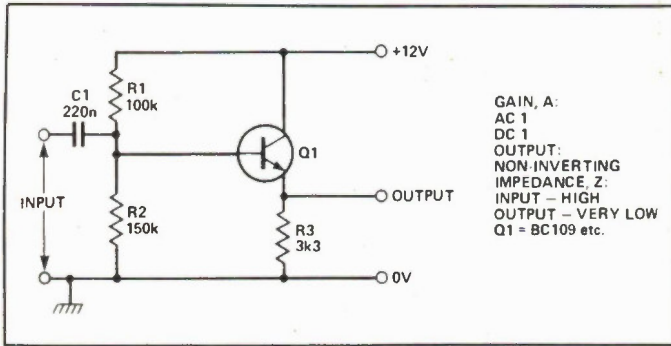 +12V
C1
220n
R1
100k
Q1
INPUT
OUTPUT
R2
150k
R3
3k3
0V
GAIN, A:
AC 1
DC 1
OUTPUT:
NON-INVERTING
IMPEDANCE, Z:
INPUT – HIGH
OUTPUT – VERY LOW
Q1 = BC109 etc.